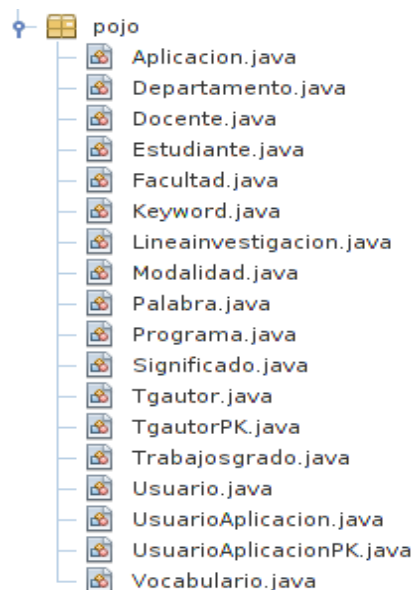 pojo
Aplicacion.java
Departamento.java
Docente.java
Estudiante.java
Facultad.java
Keyword.java
Lineainvestigacion.java
Modalidad.java
Palabra.java
Programa.java
Significado.java
Tgautor.java
TgautorPK.java
Trabajosgrado.java
Usuario.java
UsuarioAplicacion.java
UsuarioAplicacionPK.java
Vocabulario.java